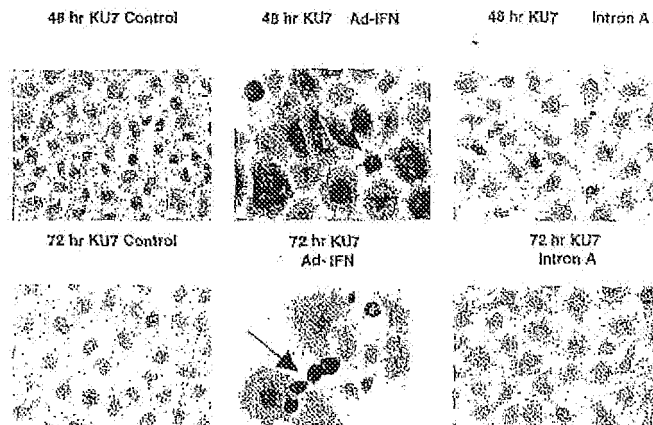 48 hr KU7 Control
48 hr KU7 Ad-IFN
48 hr KU7 Intron A
72 hr KU7 Control
72 hr KU7
Ad-IFN
72 hr KU7
Intron A